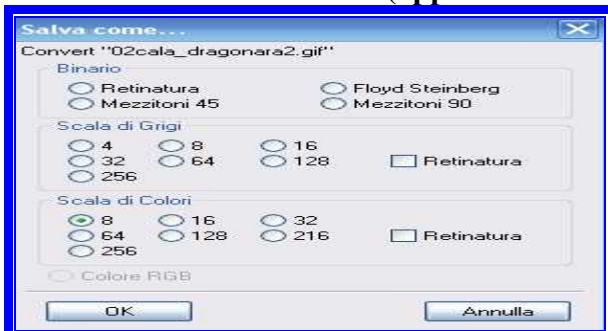 Salva come...
Convert "02cala_dragonara2.gif"
Binario
Retinatura Floyd Steinberg
Mezzitoni 45 Mezzitoni 90
Scala di Grigi
4 8 16
32 64 128 Retinatura
256
Scala di Colori
8 16 32
64 128 216 Retinatura
256
Colore RGB
OK Annulla